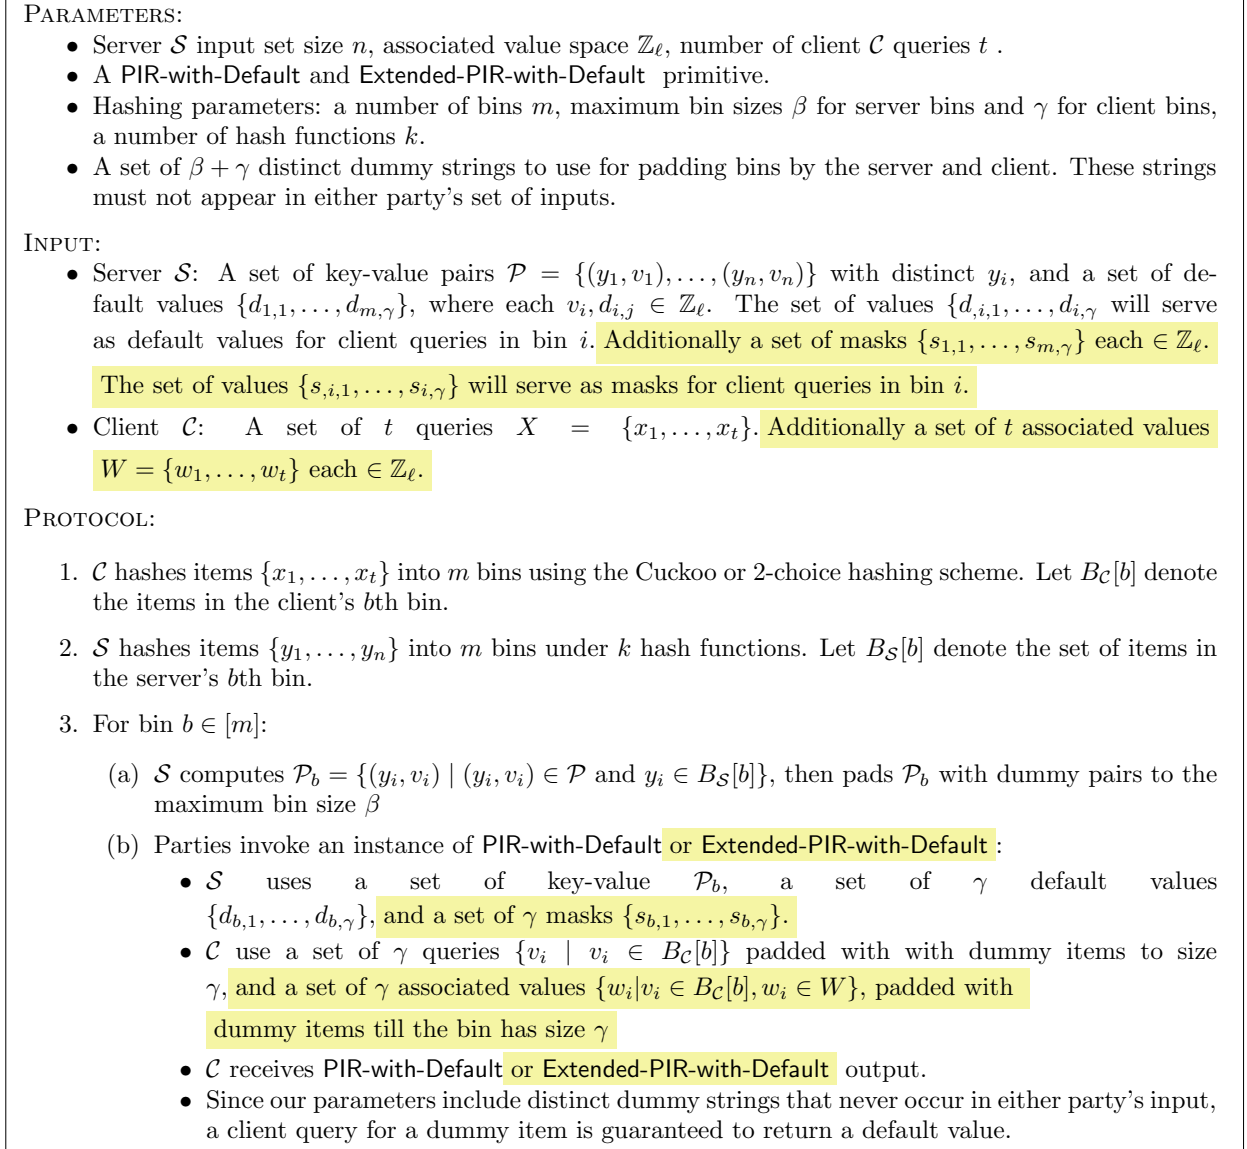 PARAMETERS:
• Server 𝒮 input set size n, associated value space ℤ_ℓ, number of client 𝒞 queries t .
• A PIR-with-Default and Extended-PIR-with-Default primitive.
• Hashing parameters: a number of bins m, maximum bin sizes β for server bins and γ for client bins,
a number of hash functions k.
• A set of β + γ distinct dummy strings to use for padding bins by the server and client. These strings
must not appear in either party's set of inputs.
INPUT:
• Server 𝒮: A set of key-value pairs 𝒫 = {(y_1, v_1), . . . , (y_n, v_n)} with distinct y_i, and a set of de-
fault values {d_{1,1}, . . . , d_{m,γ}}, where each v_i, d_{i,j} ∈ ℤ_ℓ. The set of values {d_{,i,1}, . . . , d_{i,γ} will serve
as default values for client queries in bin i. Additionally a set of masks {s_{1,1}, . . . , s_{m,γ}} each ∈ ℤ_ℓ.
The set of values {s_{,i,1}, . . . , s_{i,γ}} will serve as masks for client queries in bin i.
• Client 𝒞: A set of t queries X = {x_1, . . . , x_t}. Additionally a set of t associated values
W = {w_1, . . . , w_t} each ∈ ℤ_ℓ.
PROTOCOL:
1. 𝒞 hashes items {x_1, . . . , x_t} into m bins using the Cuckoo or 2-choice hashing scheme. Let B_𝒞[b] denote
the items in the client's bth bin.
2. 𝒮 hashes items {y_1, . . . , y_n} into m bins under k hash functions. Let B_𝒮[b] denote the set of items in
the server's bth bin.
3. For bin b ∈ [m]:
(a) 𝒮 computes 𝒫_b = {(y_i, v_i) | (y_i, v_i) ∈ 𝒫 and y_i ∈ B_𝒮[b]}, then pads 𝒫_b with dummy pairs to the
maximum bin size β
(b) Parties invoke an instance of PIR-with-Default or Extended-PIR-with-Default :
• 𝒮 uses a set of key-value 𝒫_b, a set of γ default values
{d_{b,1}, . . . , d_{b,γ}}, and a set of γ masks {s_{b,1}, . . . , s_{b,γ}}.
• 𝒞 use a set of γ queries {v_i | v_i ∈ B_𝒞[b]} padded with with dummy items to size
γ, and a set of γ associated values {w_i|v_i ∈ B_𝒞[b], w_i ∈ W}, padded with
dummy items till the bin has size γ
• 𝒞 receives PIR-with-Default or Extended-PIR-with-Default output.
• Since our parameters include distinct dummy strings that never occur in either party's input,
a client query for a dummy item is guaranteed to return a default value.